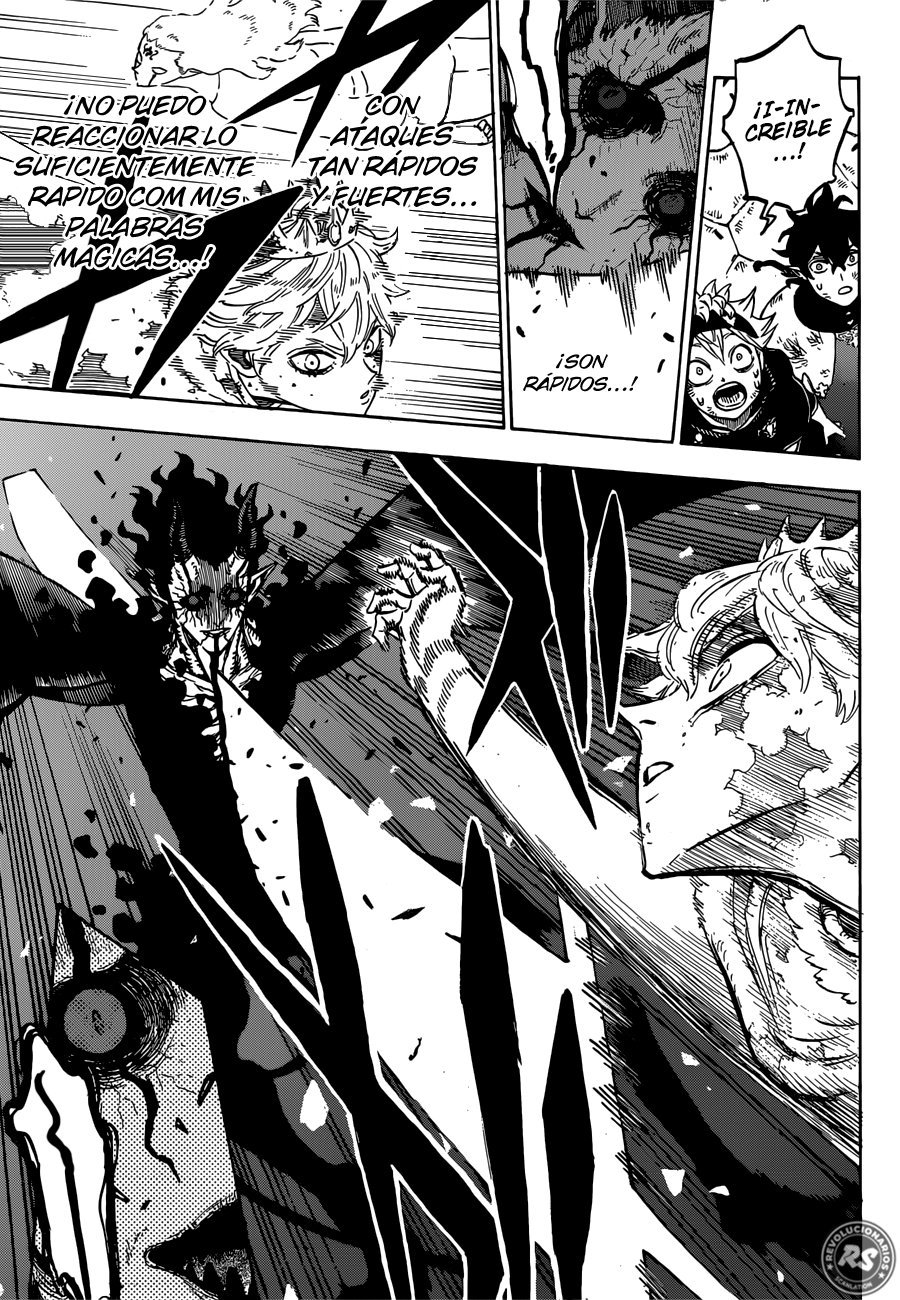 ¡I-IN-
CREIBLE
...!
¡SON
RÁPIDOS...!
CON
ATAQUES
TAN RÁPIDOS
Y FUERTES...
¡NO PUEDO
REACCIONAR LO
SUFICIENTEMENTE
RAPIDO COM MIS
PALABRAS
MAGICAS...!
REVOLUCIONARIOS
RS
SCANLATION